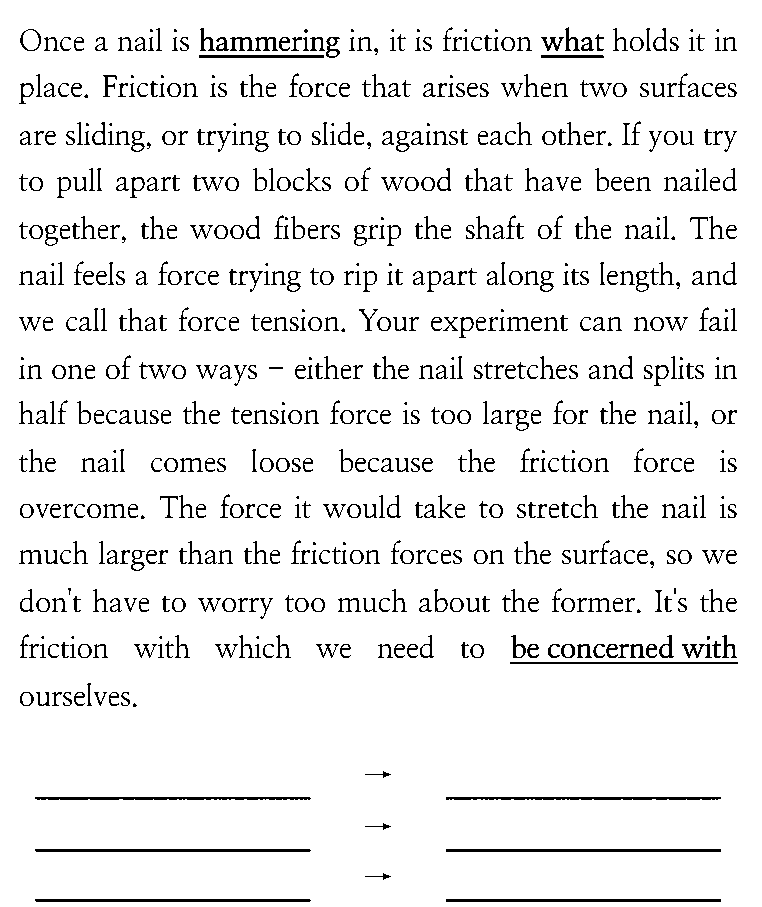 Once a nail is hammering in, it is friction what holds it in
place. Friction is the force that arises when two surfaces
are sliding, or trying to slide, against each other. If you try
to pull apart two blocks of wood that have been nailed
together, the wood fibers grip the shaft of the nail. The
nail feels a force trying to rip it apart along its length, and
we call that force tension. Your experiment can now fail
in one of two ways – either the nail stretches and splits in
half because the tension force is too large for the nail, or
the nail comes loose because the friction force is
overcome. The force it would take to stretch the nail is
much larger than the friction forces on the surface, so we
don't have to worry too much about the former. It's the
friction with which we need to be concerned with
ourselves.
→
→
→